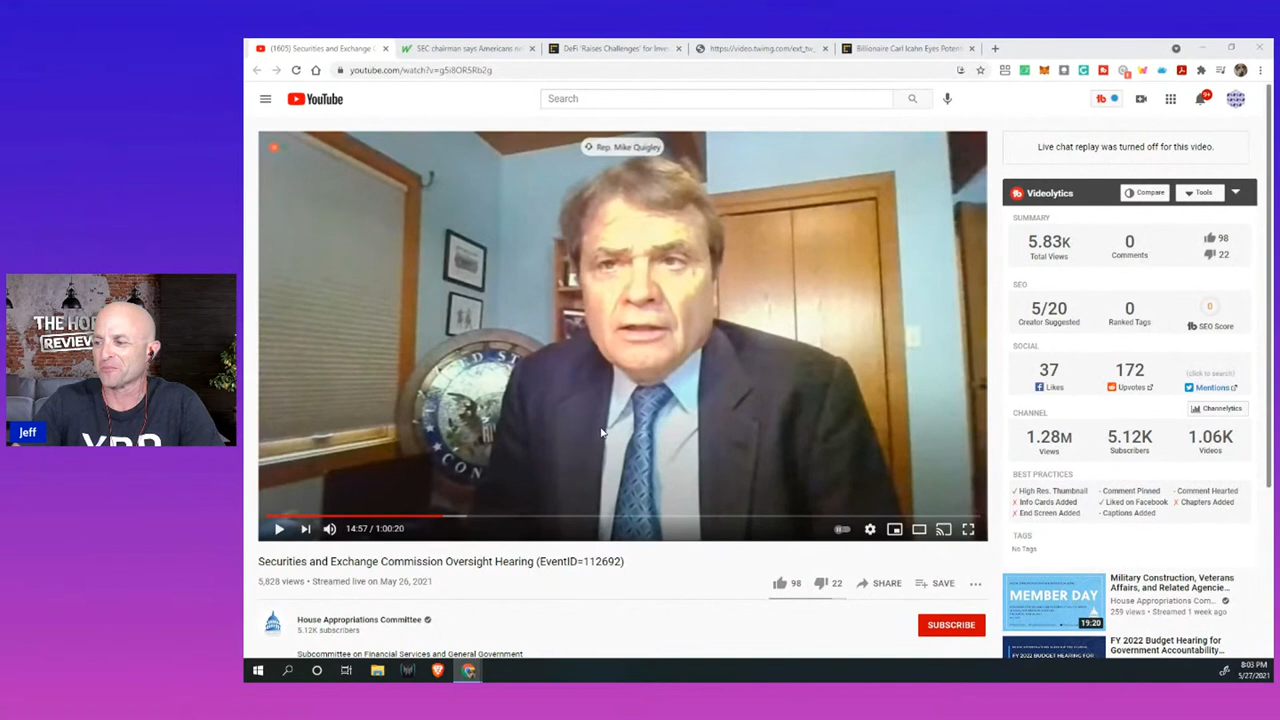 (1605) Securities and Exchange
SEC chairman says Americans ne
DeFi 'Raises Challenges' for Inves
https://video.twimg.com/ext_tw_
Billionaire Carl Icahn Eyes Potent
youtube.com/watch?v=g5i8OR5Rb2g
YouTube
Search
9+
Rep. Mike Quigley
Live chat replay was turned off for this video.
Videolytics
Compare
Tools
SUMMARY
5.83K
Total Views
0
Comments
98
22
SEO
5/20
Creator Suggested
0
Ranked Tags
0
SEO Score
SOCIAL
37
Likes
172
Upvotes
(click to search)
Mentions
CHANNEL
Channelytics
1.28M
Views
5.12K
Subscribers
1.06K
Videos
BEST PRACTICES
✓ High Res. Thumbnail - Comment Pinned - Comment Hearted
✗ Info Cards Added ✓ Liked on Facebook ✗ Chapters Added
✗ End Screen Added - Captions Added
TAGS
No Tags
THE HO
REVIEW
Jeff
14:57 / 1:00:20
Securities and Exchange Commission Oversight Hearing (EventID=112692)
5,828 views • Streamed live on May 26, 2021
98
22
SHARE
SAVE
House Appropriations Committee
5.12K subscribers
SUBSCRIBE
Subcommittee on Financial Services and General Government
MEMBER DAY
19:20
Military Construction, Veterans
Affairs, and Related Agencie...
House Appropriations Com...
259 views • Streamed 1 week ago
FY 2022 Budget Hearing for
Government Accountability...
8:03 PM
5/27/2021